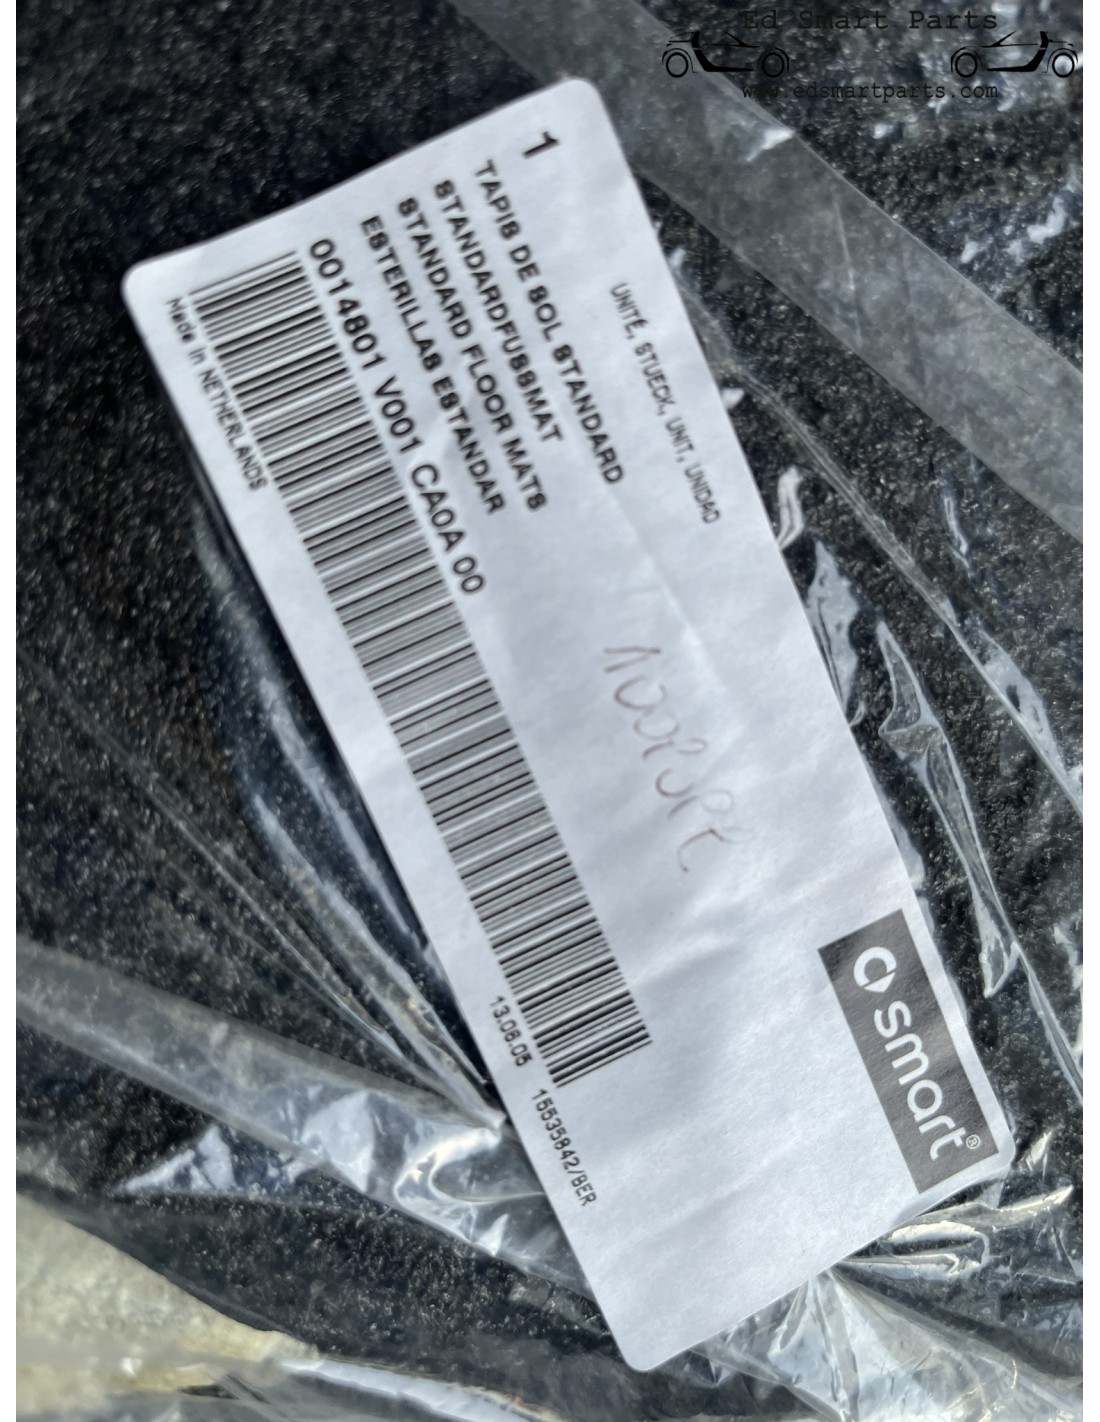 Ed Smart Parts
www.edsmartparts.com
1
UNITÉ, STUECK, UNIT, UNIDAD
TAPIS DE SOL STANDARD
STANDARDFUSSMAT
STANDARD FLOOR MATS
ESTERILLAS ESTANDAR
0014801 V001 CA0A 00
Made in NETHERLANDS
13.06.05 15535842/BER
smart®